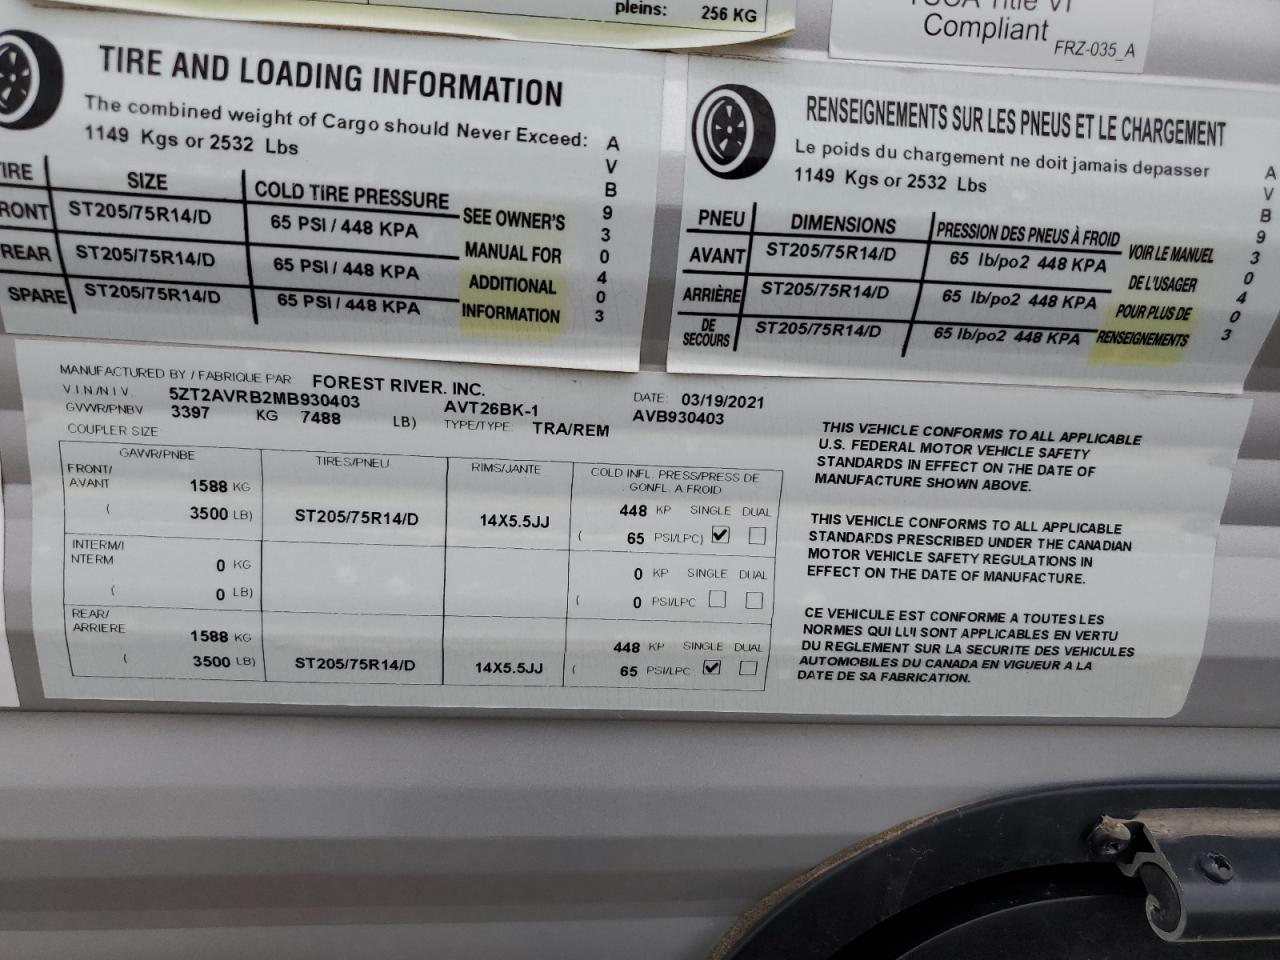 pleins: 256 KG
Compliant
FRZ-035_A
TIRE AND LOADING INFORMATION
The combined weight of Cargo should Never Exceed:
1149 Kgs or 2532 Lbs
TIRE SIZE COLD TIRE PRESSURE
FRONT ST205/75R14/D 65 PSI / 448 KPA
REAR ST205/75R14/D 65 PSI / 448 KPA
SPARE ST205/75R14/D 65 PSI / 448 KPA
SEE OWNER'S
MANUAL FOR
ADDITIONAL
INFORMATION
A
V
B
9
3
0
4
0
3
RENSEIGNEMENTS SUR LES PNEUS ET LE CHARGEMENT
Le poids du chargement ne doit jamais depasser
1149 Kgs or 2532 Lbs
PNEU DIMENSIONS PRESSION DES PNEUS À FROID
AVANT ST205/75R14/D 65 lb/po2 448 KPA
ARRIÈRE ST205/75R14/D 65 lb/po2 448 KPA
DE SECOURS ST205/75R14/D 65 lb/po2 448 KPA
VOIR LE MANUEL
DE L'USAGER
POUR PLUS DE
RENSEIGNEMENTS
A
V
B
9
3
0
4
0
3
MANUFACTURED BY / FABRIQUE PAR: FOREST RIVER, INC. DATE: 03/19/2021
V.I.N/N.I.V. 5ZT2AVRB2MB930403 AVT26BK-1 AVB930403
GVWR/PNBV 3397 KG 7488 LB) TYPE/TYPE: TRA/REM
COUPLER SIZE:
GAWR/PNBE TIRES/PNEU RIMS/JANTE COLD INFL. PRESS/PRESS DE GONFL. A FROID
FRONT/
AVANT 1588 KG 448 KP SINGLE DUAL
( 3500 LB) ST205/75R14/D 14X5.5JJ ( 65 PSI/LPC)
INTERM/I
NTERM 0 KG 0 KP SINGLE DUAL
( 0 LB) ( 0 PSI/LPC
REAR/
ARRIERE 1588 KG 448 KP SINGLE DUAL
( 3500 LB) ST205/75R14/D 14X5.5JJ ( 65 PSI/LPC
THIS VEHICLE CONFORMS TO ALL APPLICABLE
U.S. FEDERAL MOTOR VEHICLE SAFETY
STANDARDS IN EFFECT ON THE DATE OF
MANUFACTURE SHOWN ABOVE.
THIS VEHICLE CONFORMS TO ALL APPLICABLE
STANDARDS PRESCRIBED UNDER THE CANADIAN
MOTOR VEHICLE SAFETY REGULATIONS IN
EFFECT ON THE DATE OF MANUFACTURE.
CE VEHICULE EST CONFORME A TOUTES LES
NORMES QUI LUI SONT APPLICABLES EN VERTU
DU REGLEMENT SUR LA SECURITE DES VEHICULES
AUTOMOBILES DU CANADA EN VIGUEUR A LA
DATE DE SA FABRICATION.